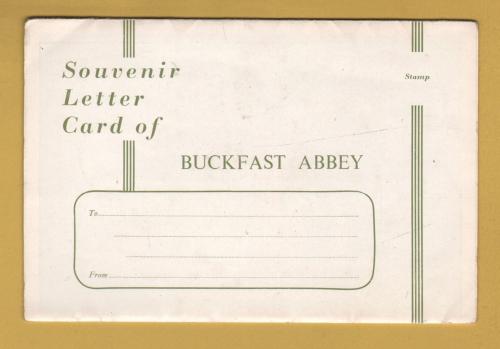 Souvenir
Letter
Card of
Stamp
BUCKFAST ABBEY
To
From